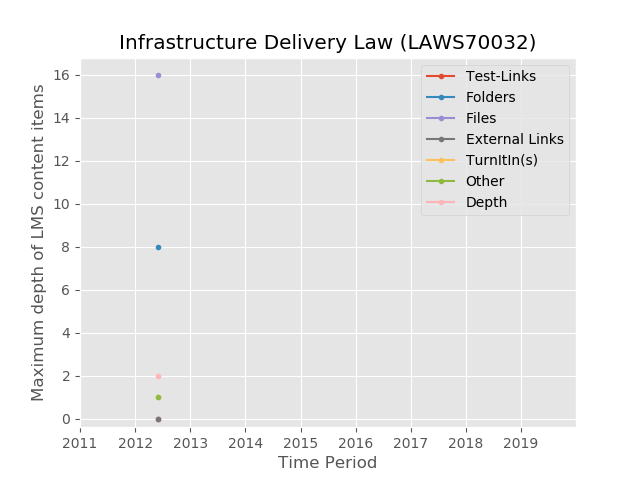 Infrastructure Delivery Law (LAWS70032)
Maximum depth of LMS content items
16
14
12
10
8
6
4
2
0
Test-Links
Folders
Files
External Links
TurnItIn(s)
Other
Depth
2011 2012 2013 2014 2015 2016 2017 2018 2019
Time Period